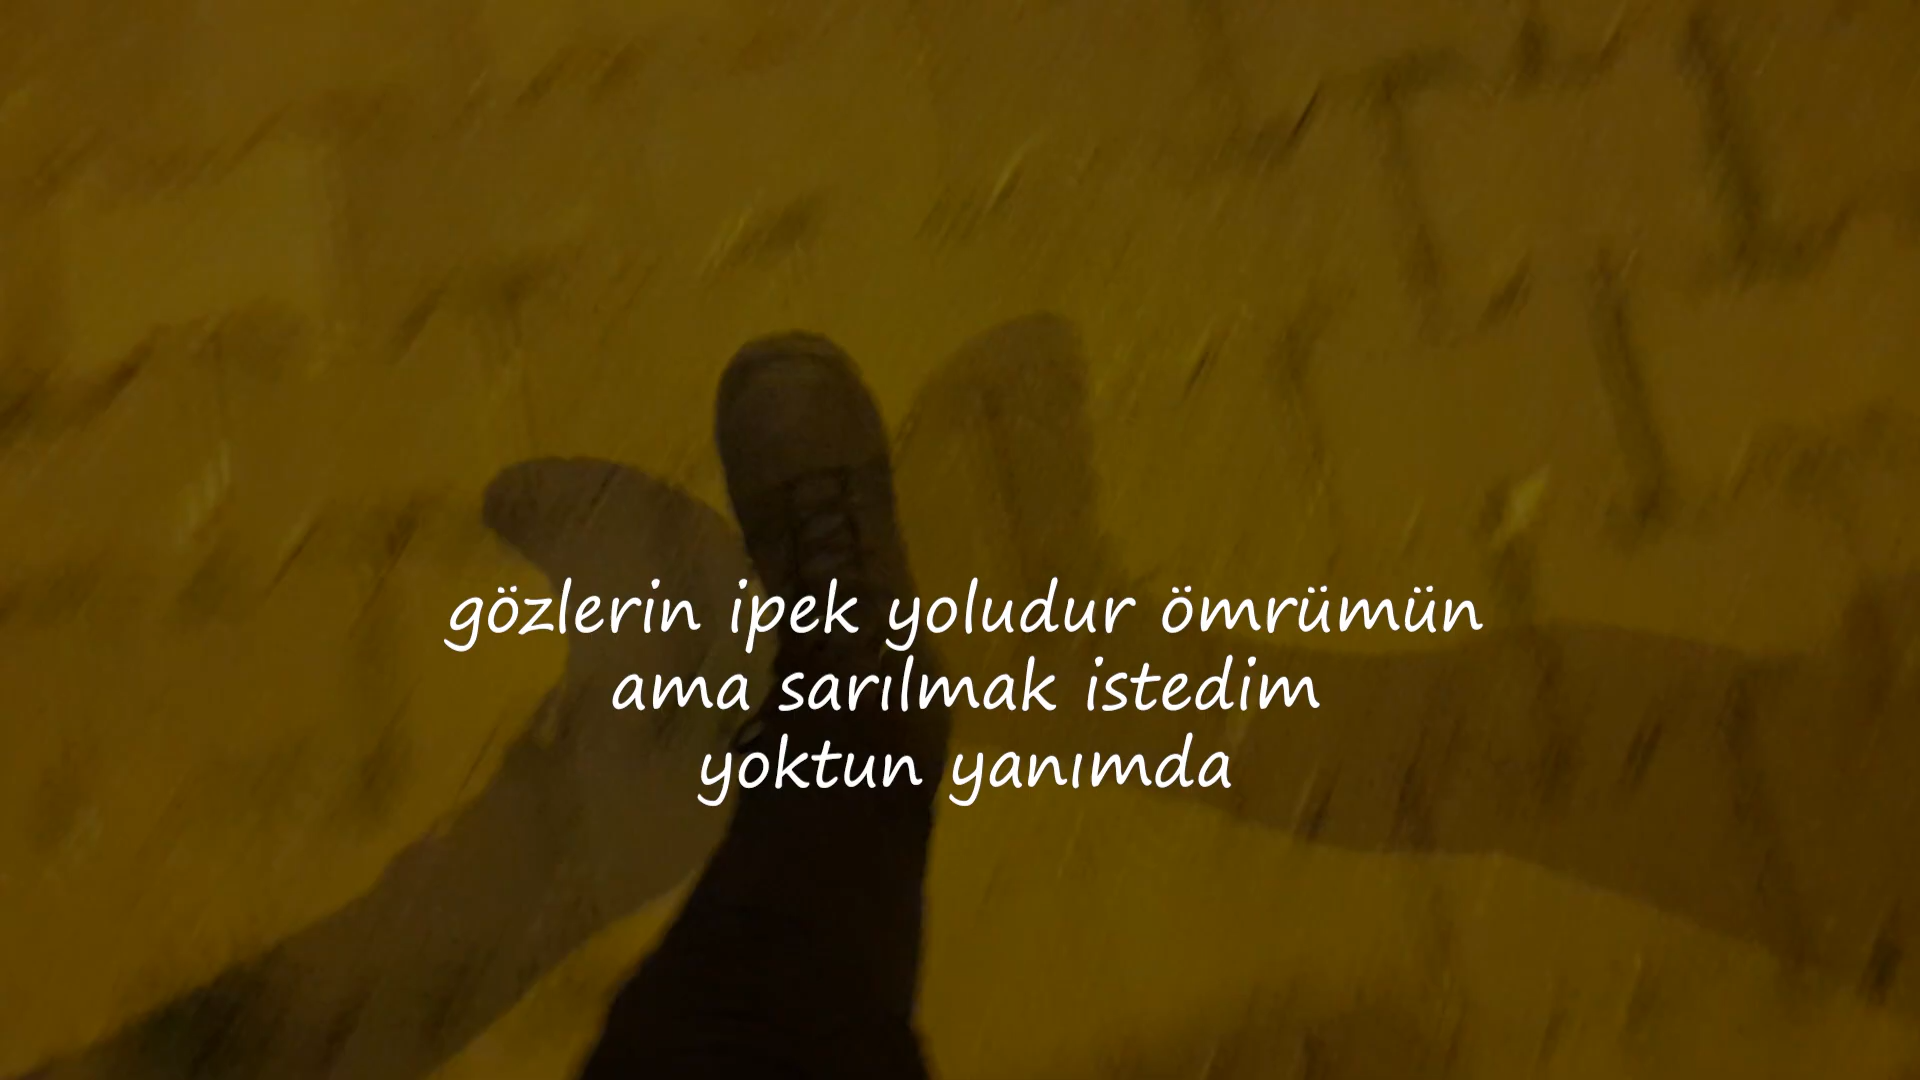 gözlerin ipek yoludur ömrümün
ama sarılmak istedim
yoktun yanımda